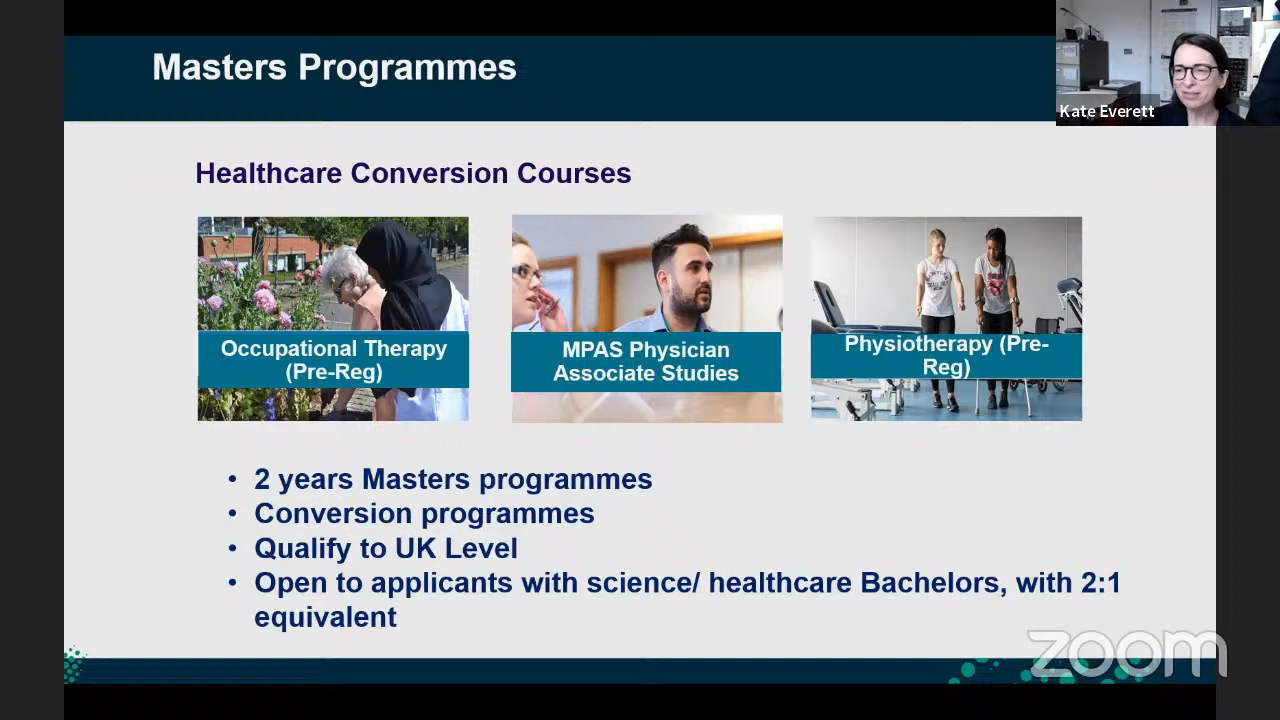 Masters Programmes
Kate Everett
Healthcare Conversion Courses
Occupational Therapy
(Pre-Reg)
MPAS Physician
Associate Studies
Physiotherapy (Pre-
Reg)
• 2 years Masters programmes
• Conversion programmes
• Qualify to UK Level
• Open to applicants with science/ healthcare Bachelors, with 2:1
equivalent
zoom